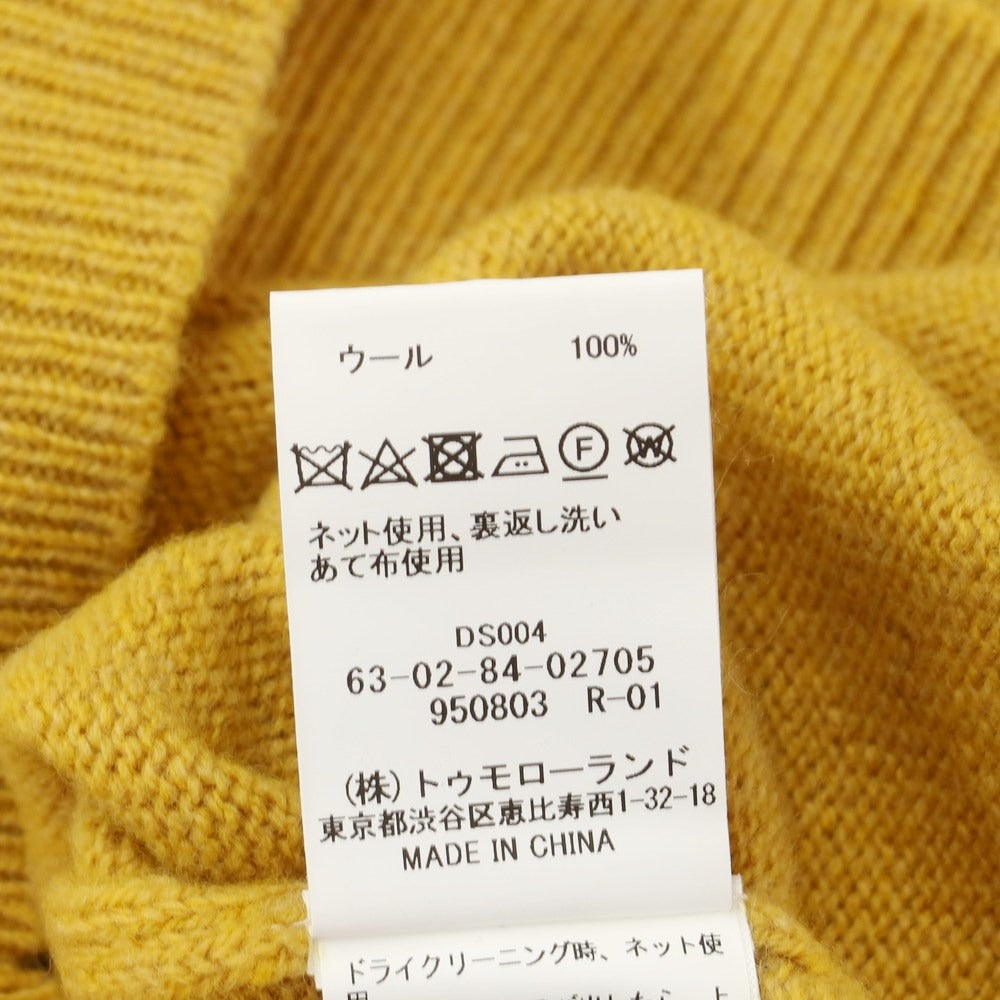 ウール 100%
F W
ネット使用、裏返し洗い
あて布使用
DS004
63-02-84-02705
950803 R-01
(株)トゥモローランド
東京都渋谷区恵比寿西1-32-18
MADE IN CHINA
ドライクリーニング時、ネット使
用